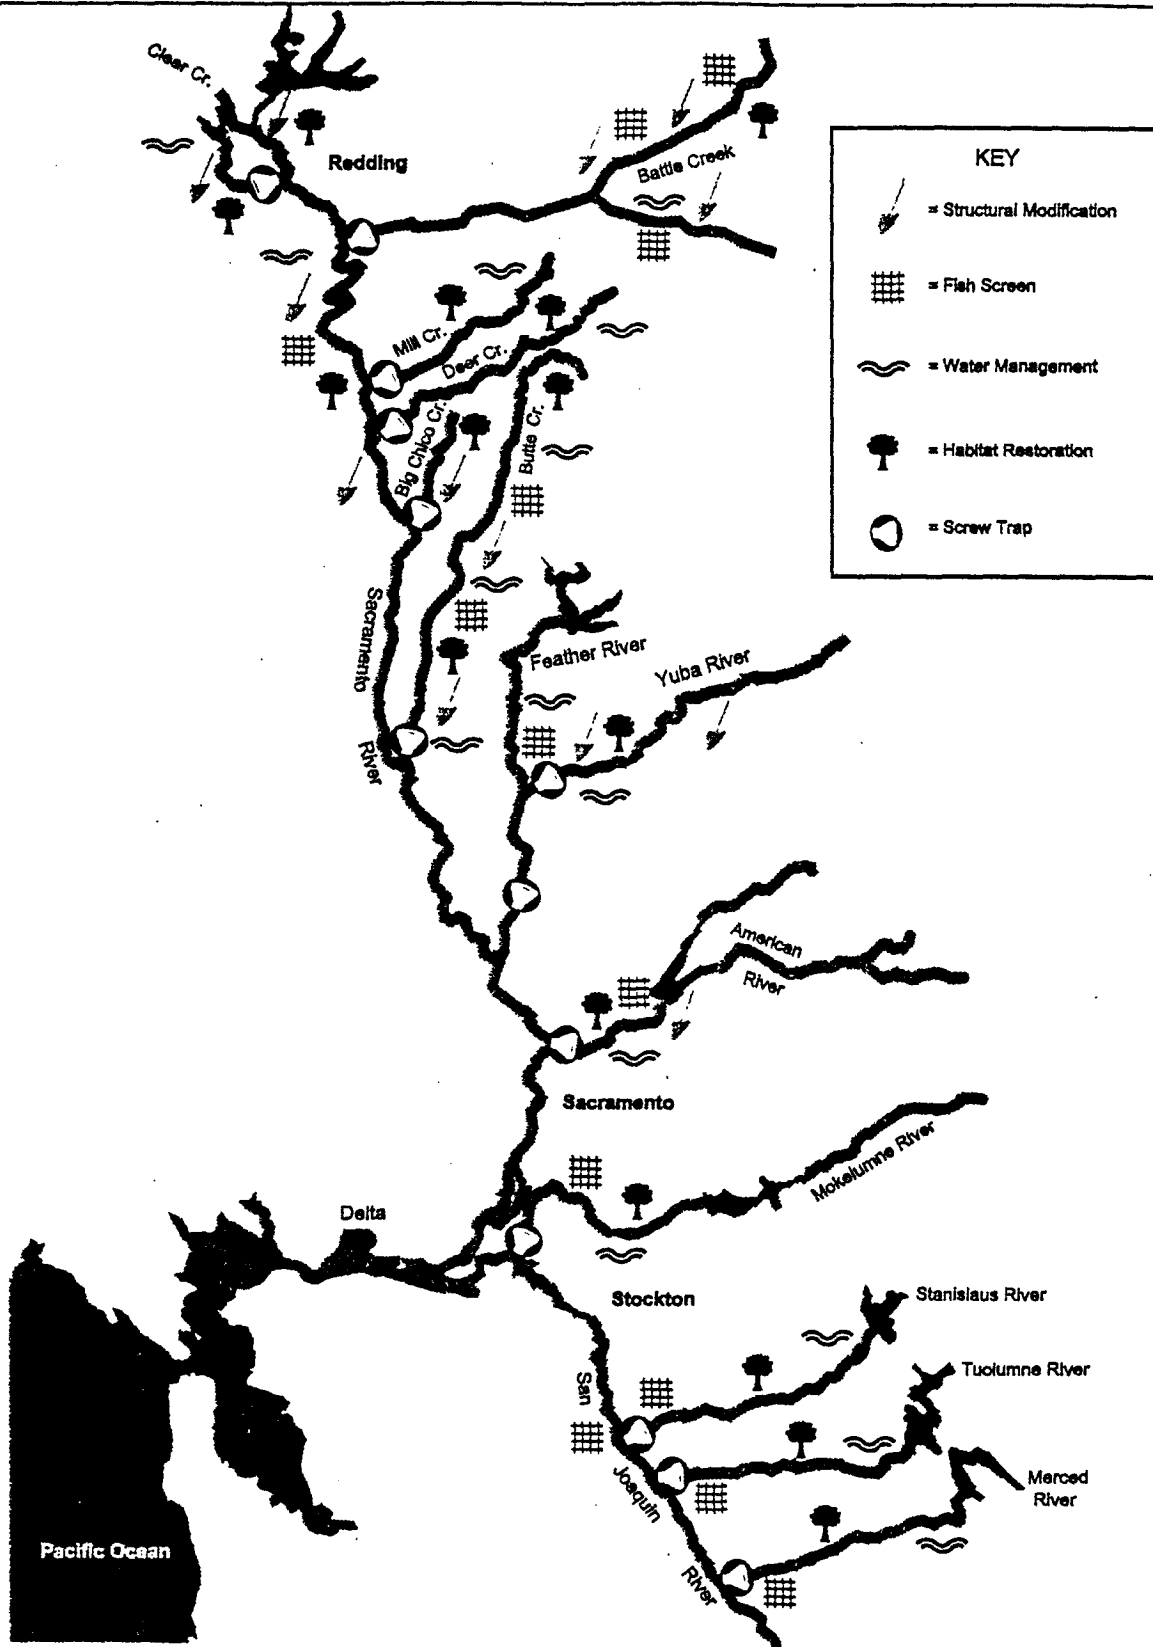 Clear Cr.
Redding
Battle Creek
KEY
= Structural Modification
= Fish Screen
= Water Management
= Habitat Restoration
= Screw Trap
Mill Cr.
Deer Cr.
Big Chico Cr.
Butte Cr.
Sacramento
River
Feather River
Yuba River
American
River
Sacramento
Mokelumne River
Delta
Stockton
Stanislaus River
San
Joaquin
River
Tuolumne River
Merced
River
Pacific Ocean